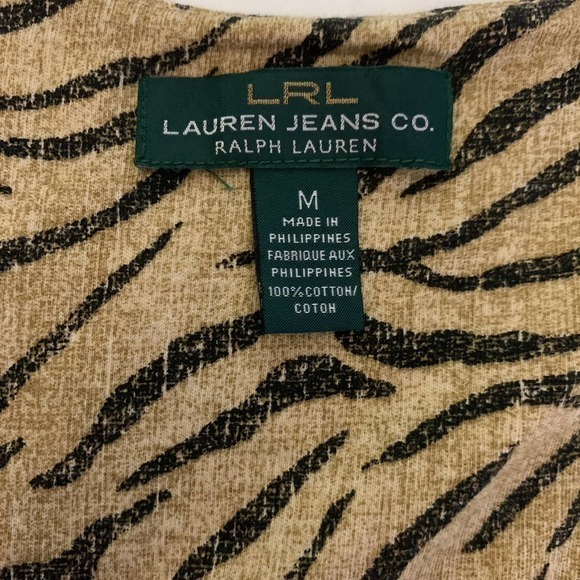 LRL
LAUREN JEANS CO.
RALPH LAUREN
M
MADE IN
PHILIPPINES
FABRIQUE AUX
PHILIPPINES
100%COTTON/
COTON